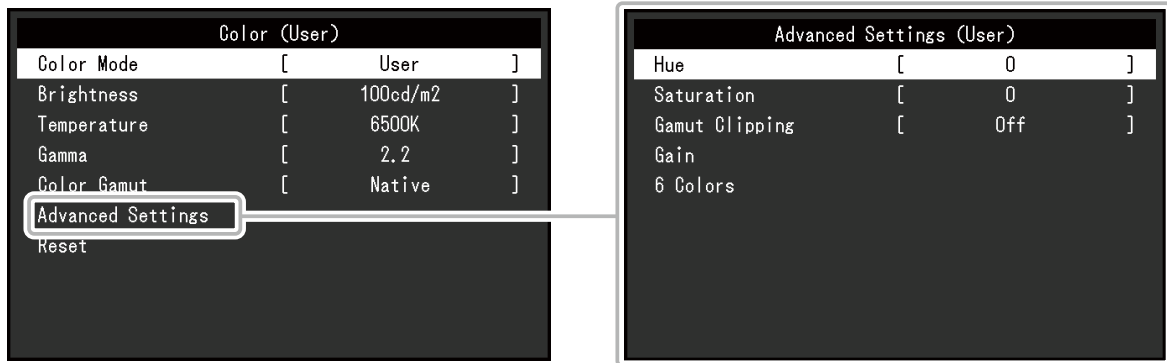 Color (User)
Color Mode [ User ]
Brightness [ 100cd/m2 ]
Temperature [ 6500K ]
Gamma [ 2.2 ]
Color Gamut [ Native ]
Advanced Settings
Reset
Advanced Settings (User)
Hue [ 0 ]
Saturation [ 0 ]
Gamut Clipping [ Off ]
Gain
6 Colors